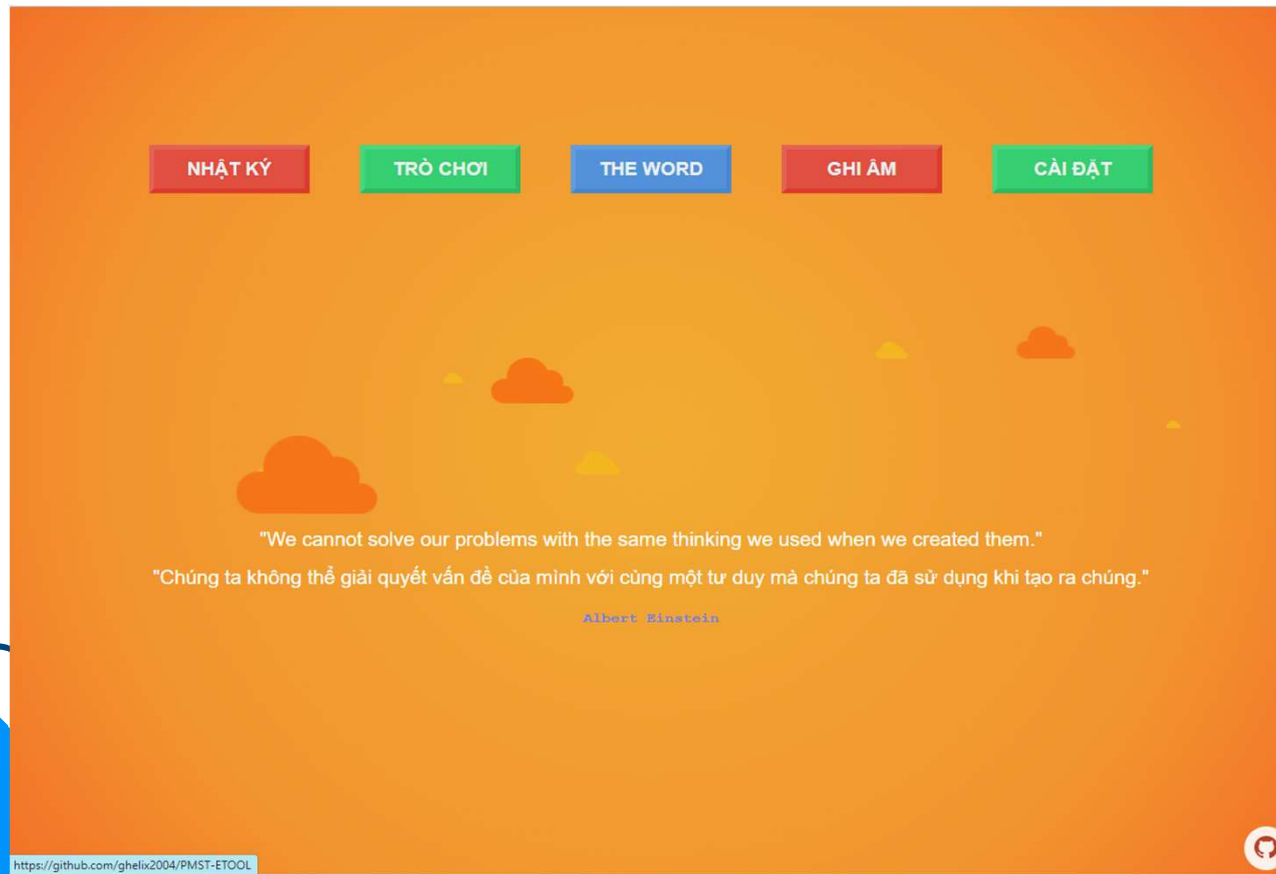 NHẬT KÝ
TRÒ CHƠI
THE WORD
GHI ÂM
CÀI ĐẶT
"We cannot solve our problems with the same thinking we used when we created them."
"Chúng ta không thể giải quyết vấn đề của mình với cùng một tư duy mà chúng ta đã sử dụng khi tạo ra chúng."
Albert Einstein
https://github.com/ghelix2004/PMST-ETOOL